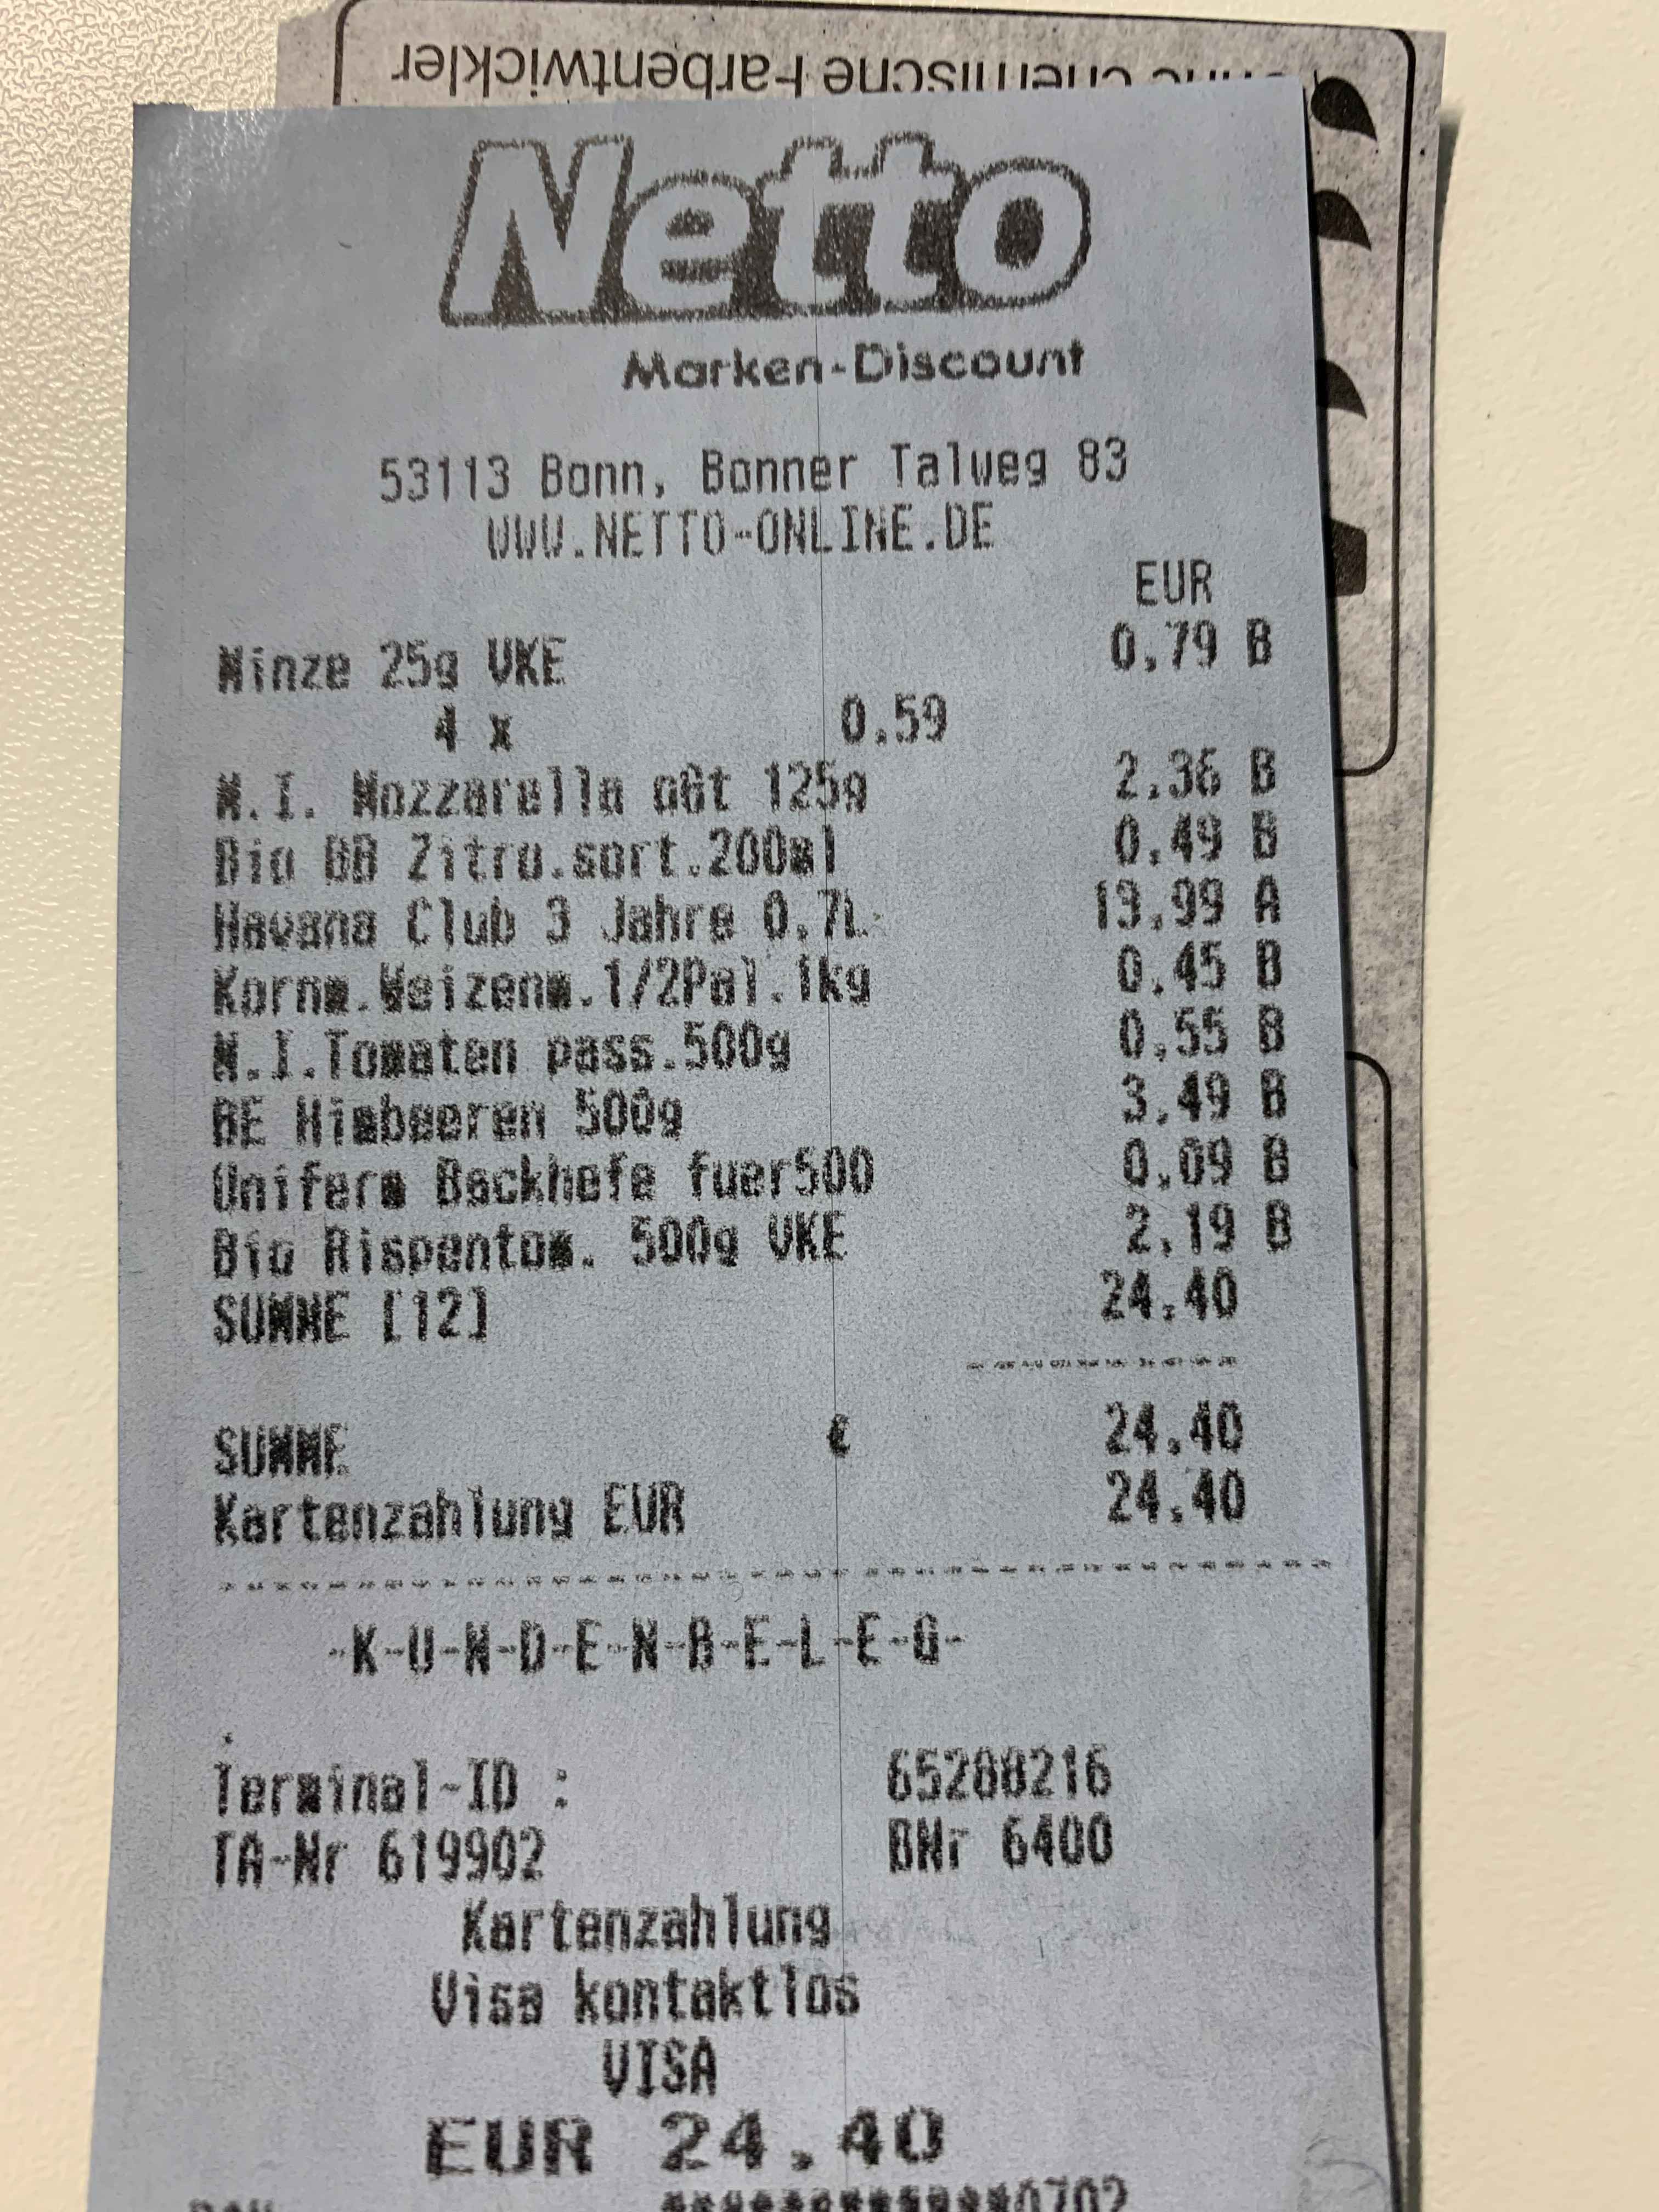 ohne chemische Farbentwickler
Netto
Marken-Discount
53113 Bonn, Bonner Talweg 83
WWW.NETTO-ONLINE.DE
EUR
Minze 25g VKE 0,79 B
4 x 0.59
M.I. Mozzarella aGt 125g 2,36 B
Bio BB Zitru.sort.200ml 0,49 B
Havana Club 3 Jahre 0.7L 13,99 A
Kornm.Weizenm.1/2Pal.1kg 0,45 B
M.I.Tomaten pass.500g 0,55 B
BE Himbeeren 500g 3,49 B
Uniferm Backhefe fuer500 0,09 B
Bio Rispentom. 500g VKE 2,19 B
SUMME [12] 24.40
SUMME € 24.40
Kartenzahlung EUR 24.40
-K-U-N-D-E-N-B-E-L-E-G-
Terminal-ID : 65288216
TA-Nr 619902 BNr 6400
Kartenzahlung
Visa kontaktlos
VISA
EUR 24.40
############0702